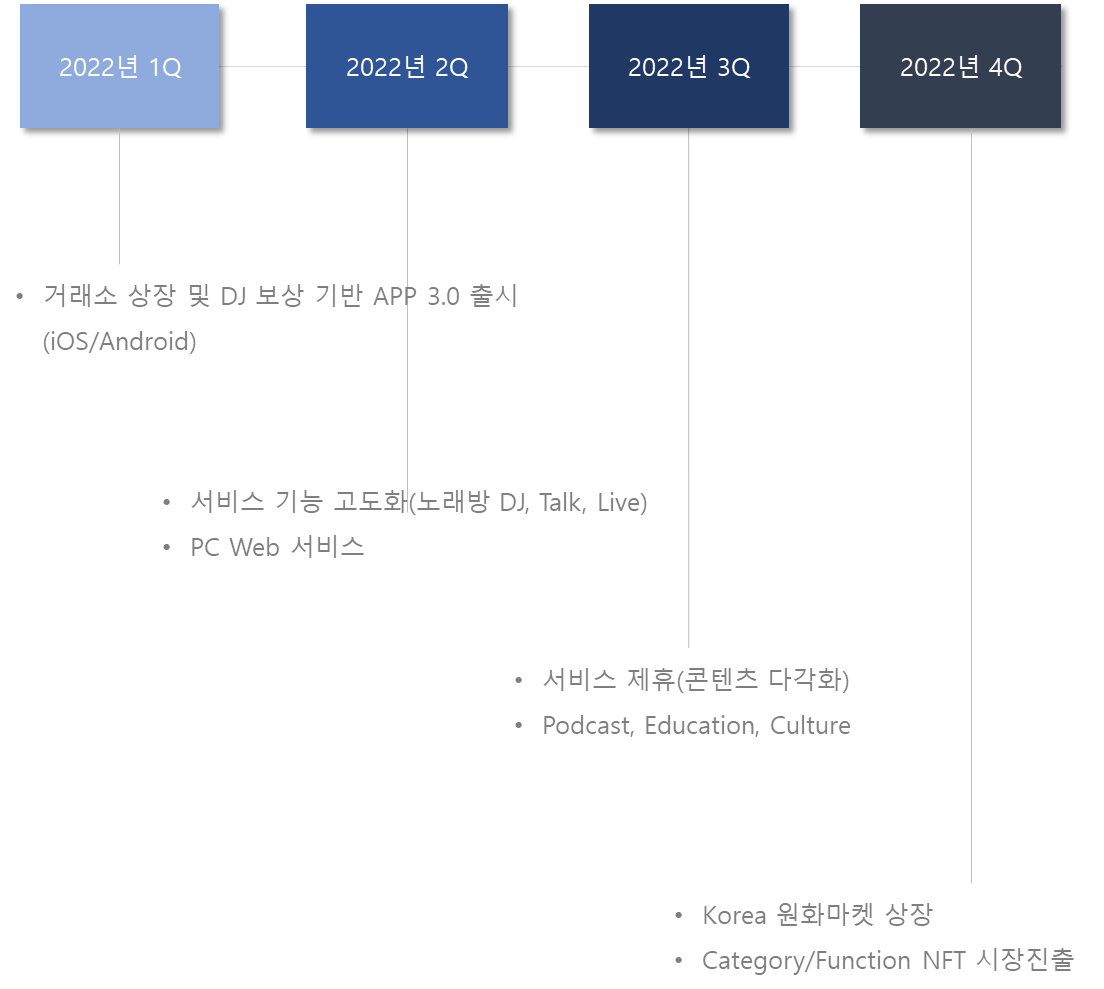 2022년 1Q
2022년 2Q
2022년 3Q
2022년 4Q
• 거래소 상장 및 DJ 보상 기반 APP 3.0 출시
(iOS/Android)
• 서비스 기능 고도화(노래방 DJ, Talk, Live)
• PC Web 서비스
• 서비스 제휴(콘텐츠 다각화)
• Podcast, Education, Culture
• Korea 원화마켓 상장
• Category/Function NFT 시장진출